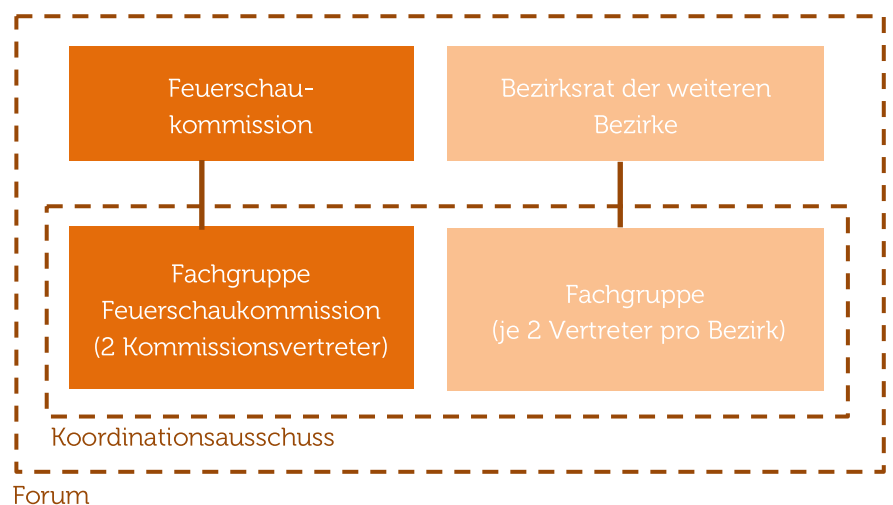 Feuerschau-
kommission
Bezirksrat der weiteren
Bezirke
Fachgruppe
Feuerschaukommission
(2 Kommissionsvertreter)
Fachgruppe
(je 2 Vertreter pro Bezirk)
Koordinationsausschuss
Forum